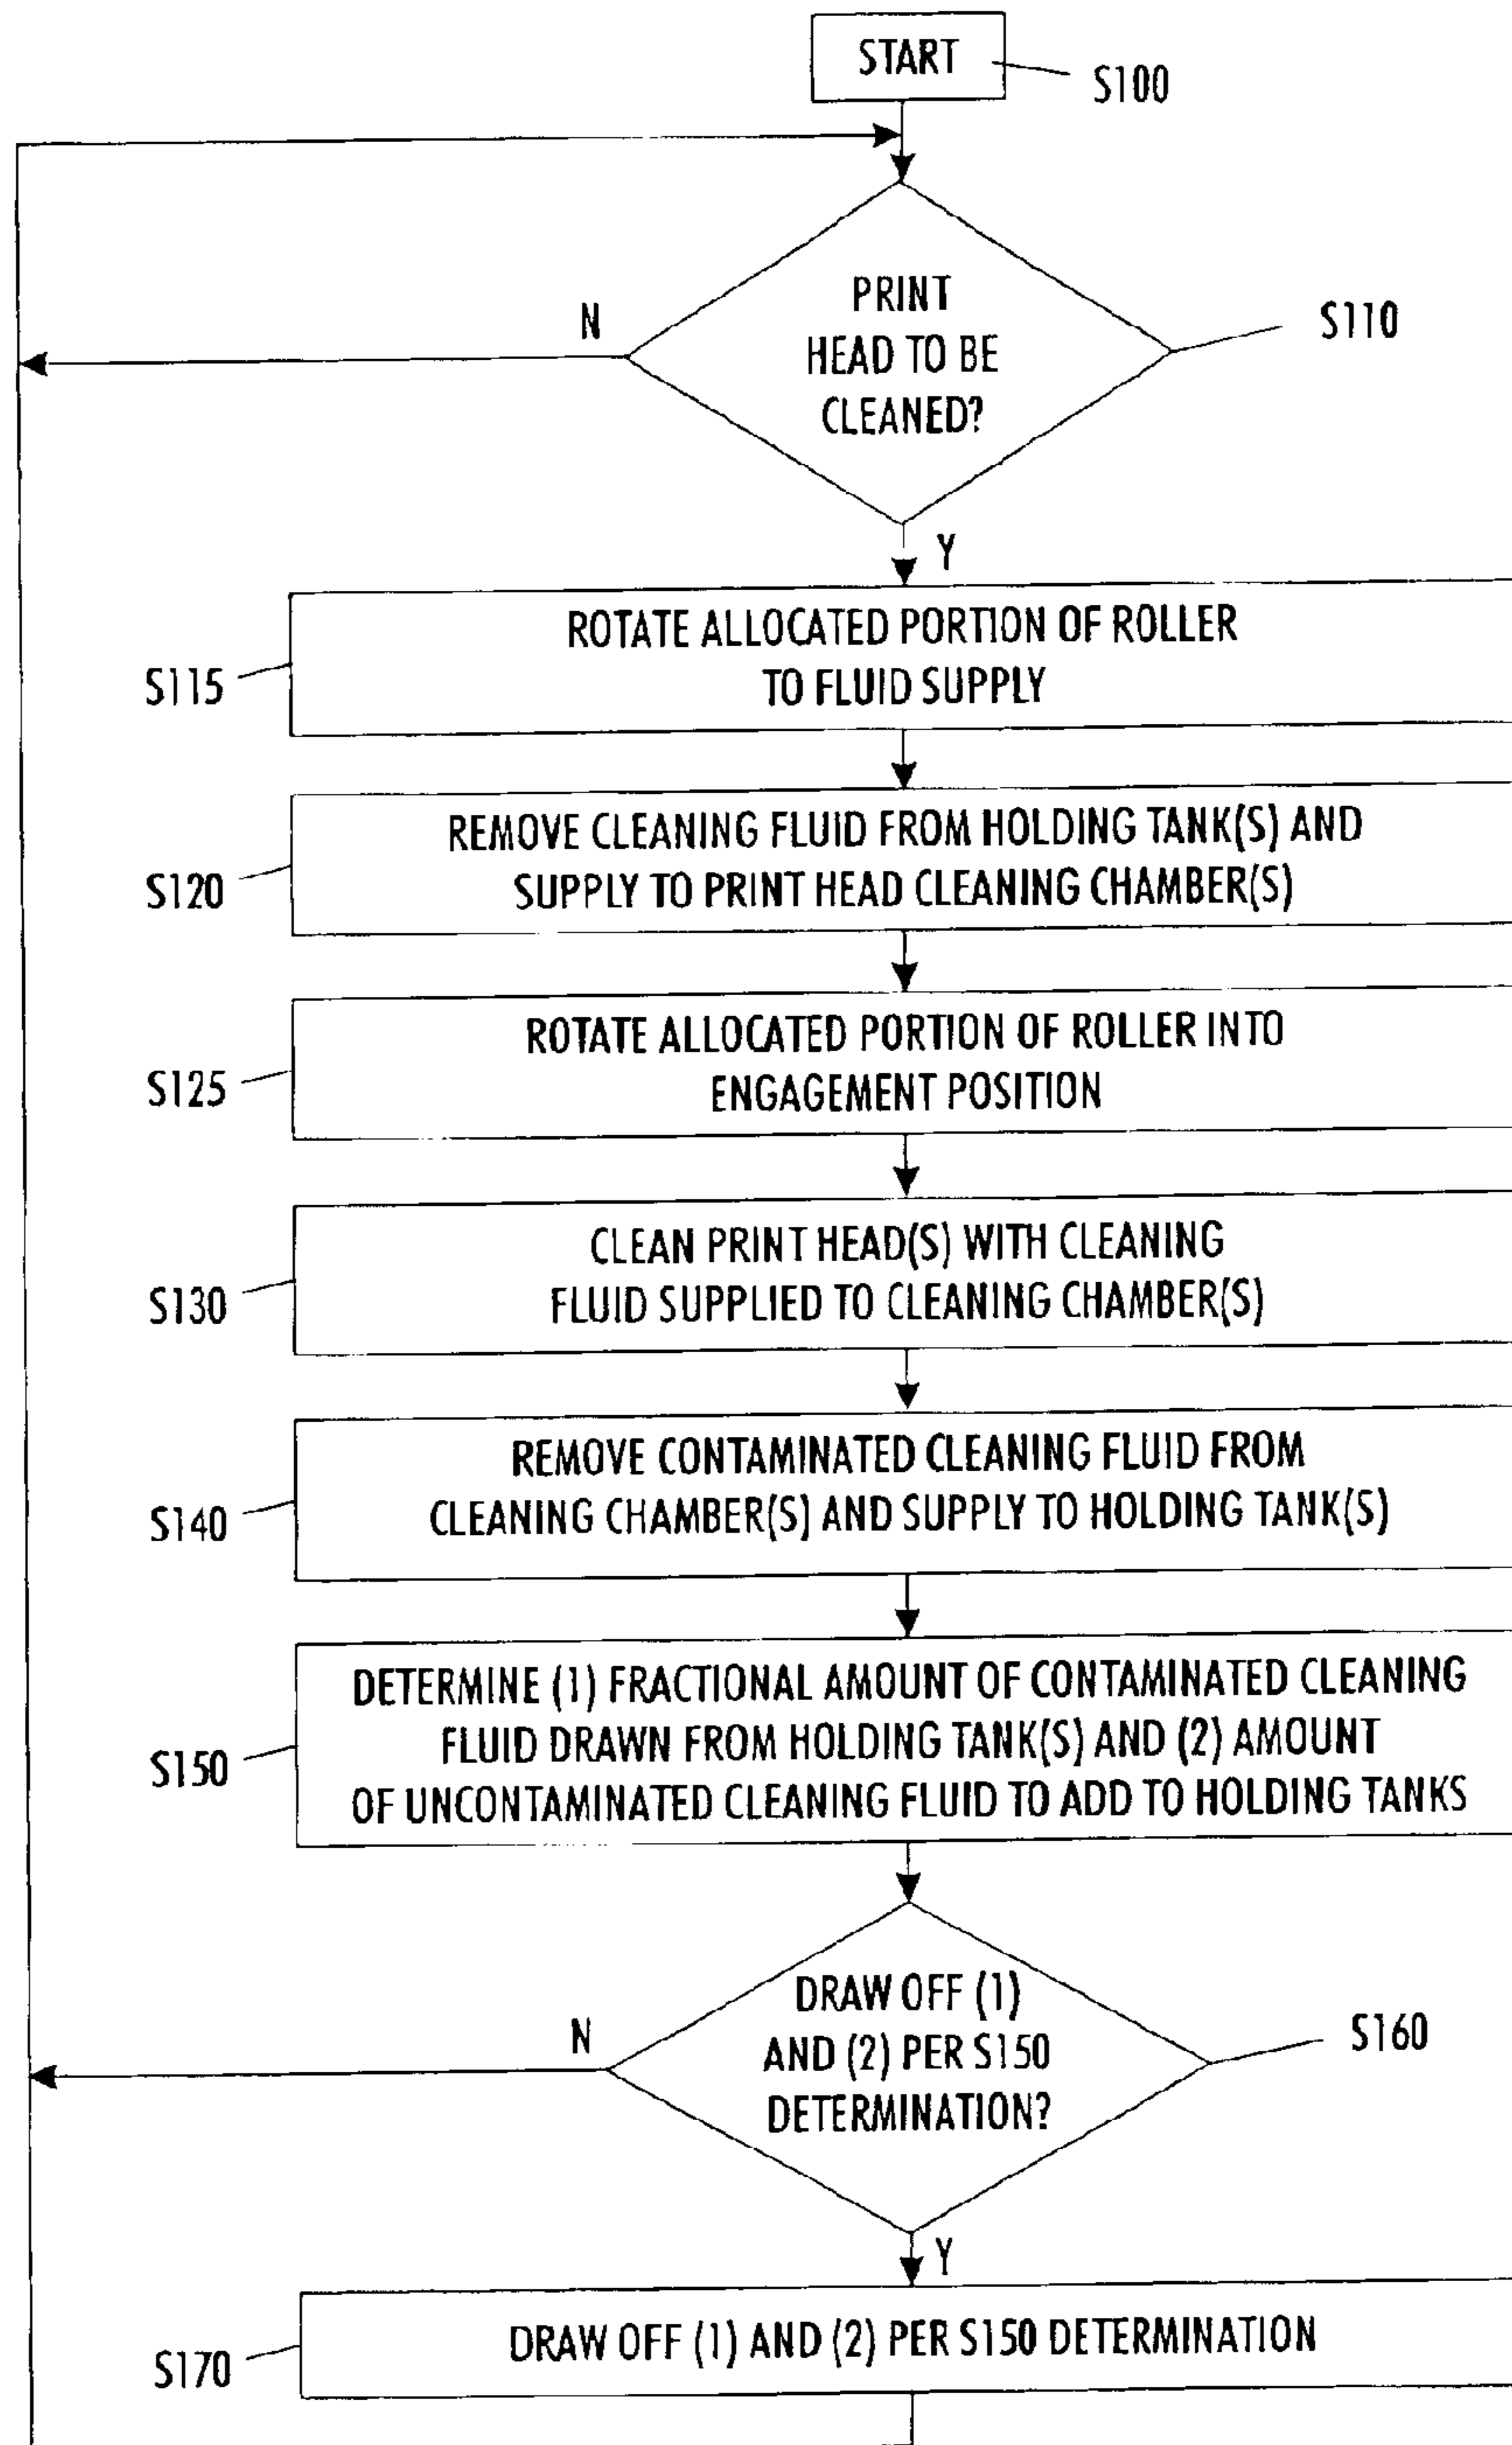 START
S100
PRINT
HEAD TO BE
CLEANED?
N
S110
Y
ROTATE ALLOCATED PORTION OF ROLLER
TO FLUID SUPPLY
S115
REMOVE CLEANING FLUID FROM HOLDING TANK(S) AND
SUPPLY TO PRINT HEAD CLEANING CHAMBER(S)
S120
ROTATE ALLOCATED PORTION OF ROLLER INTO
ENGAGEMENT POSITION
S125
CLEAN PRINT HEAD(S) WITH CLEANING
FLUID SUPPLIED TO CLEANING CHAMBER(S)
S130
REMOVE CONTAMINATED CLEANING FLUID FROM
CLEANING CHAMBER(S) AND SUPPLY TO HOLDING TANK(S)
S140
DETERMINE (1) FRACTIONAL AMOUNT OF CONTAMINATED CLEANING
FLUID DRAWN FROM HOLDING TANK(S) AND (2) AMOUNT
OF UNCONTAMINATED CLEANING FLUID TO ADD TO HOLDING TANKS
S150
DRAW OFF (1)
AND (2) PER S150
DETERMINATION?
N
S160
Y
DRAW OFF (1) AND (2) PER S150 DETERMINATION
S170